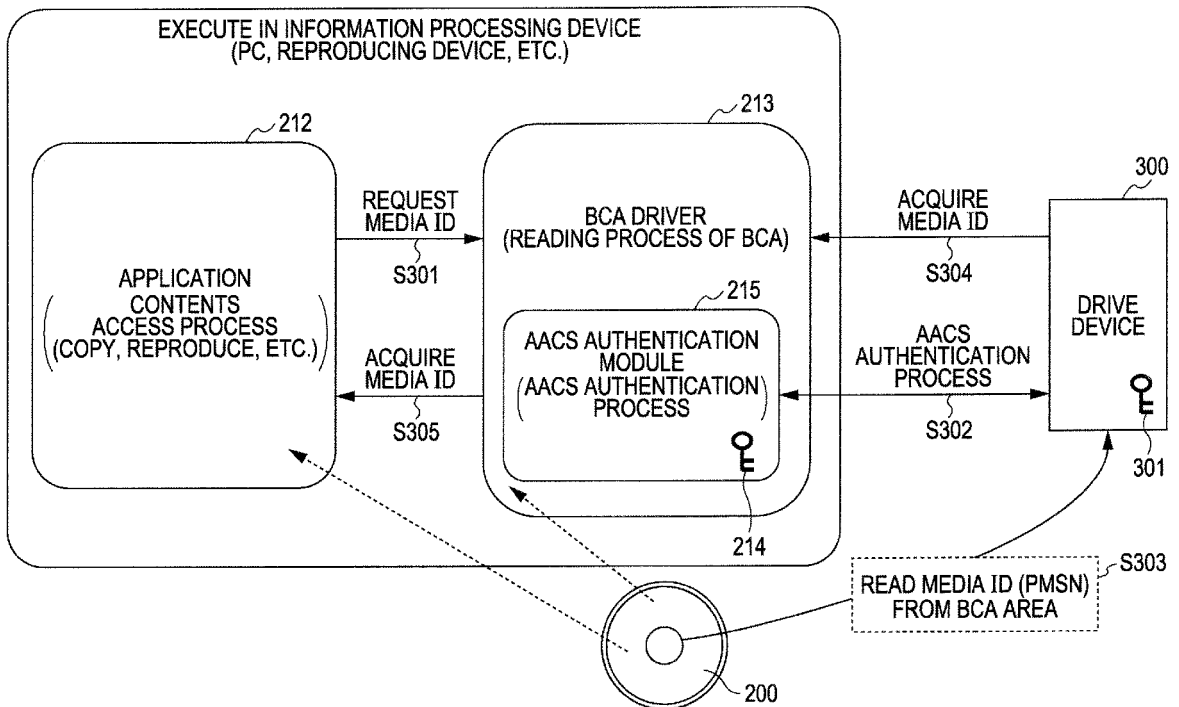 EXECUTE IN INFORMATION PROCESSING DEVICE
(PC, REPRODUCING DEVICE, ETC.)
212
213
300
REQUEST
MEDIA ID
S301
BCA DRIVER
(READING PROCESS OF BCA)
ACQUIRE
MEDIA ID
S304
APPLICATION
(CONTENTS
ACCESS PROCESS
(COPY, REPRODUCE, ETC.))
215
DRIVE
DEVICE
ACQUIRE
MEDIA ID
S305
AACS AUTHENTICATION
MODULE
(AACS AUTHENTICATION
PROCESS)
AACS
AUTHENTICATION
PROCESS
S302
301
214
S303
READ MEDIA ID (PMSN)
FROM BCA AREA
200